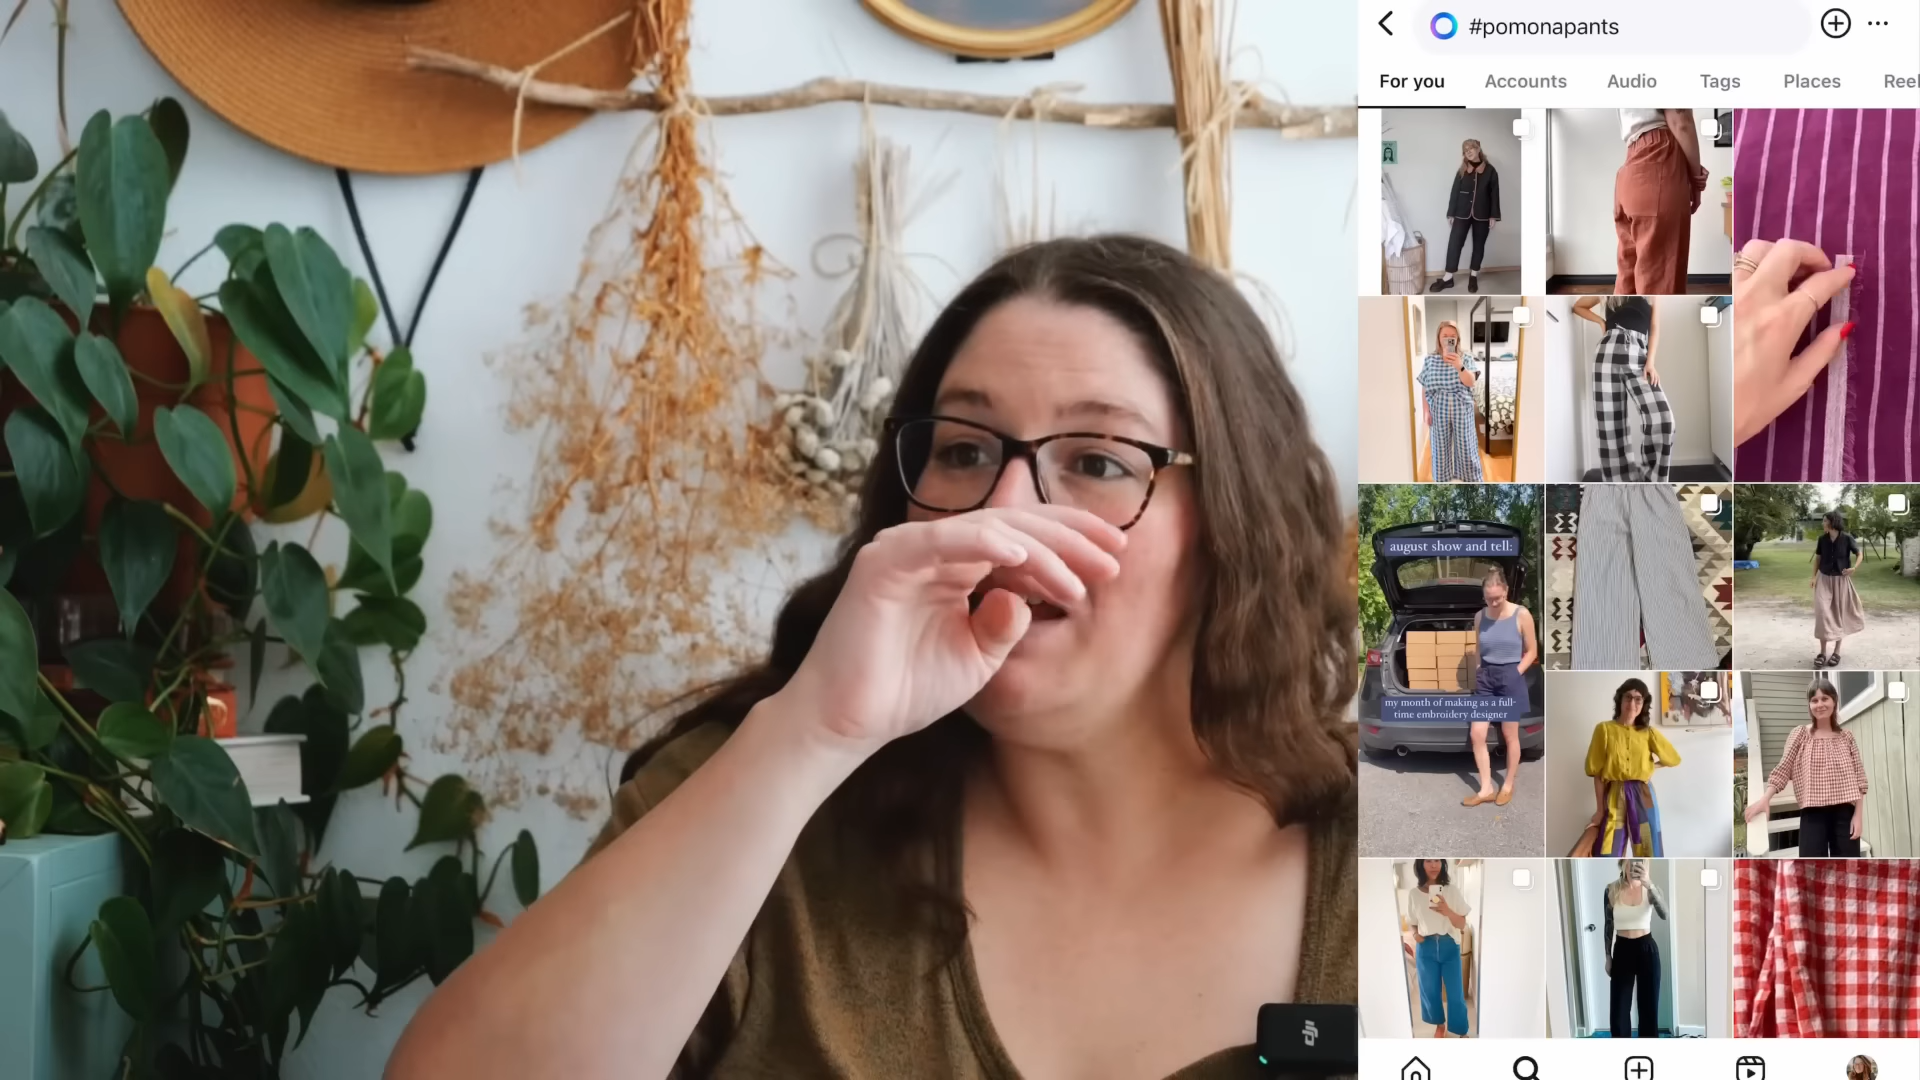 #pomonapants
For you
Accounts
Audio
Tags
Places
Reel
august show and tell:
my month of making as a full-
time embroidery designer
dji